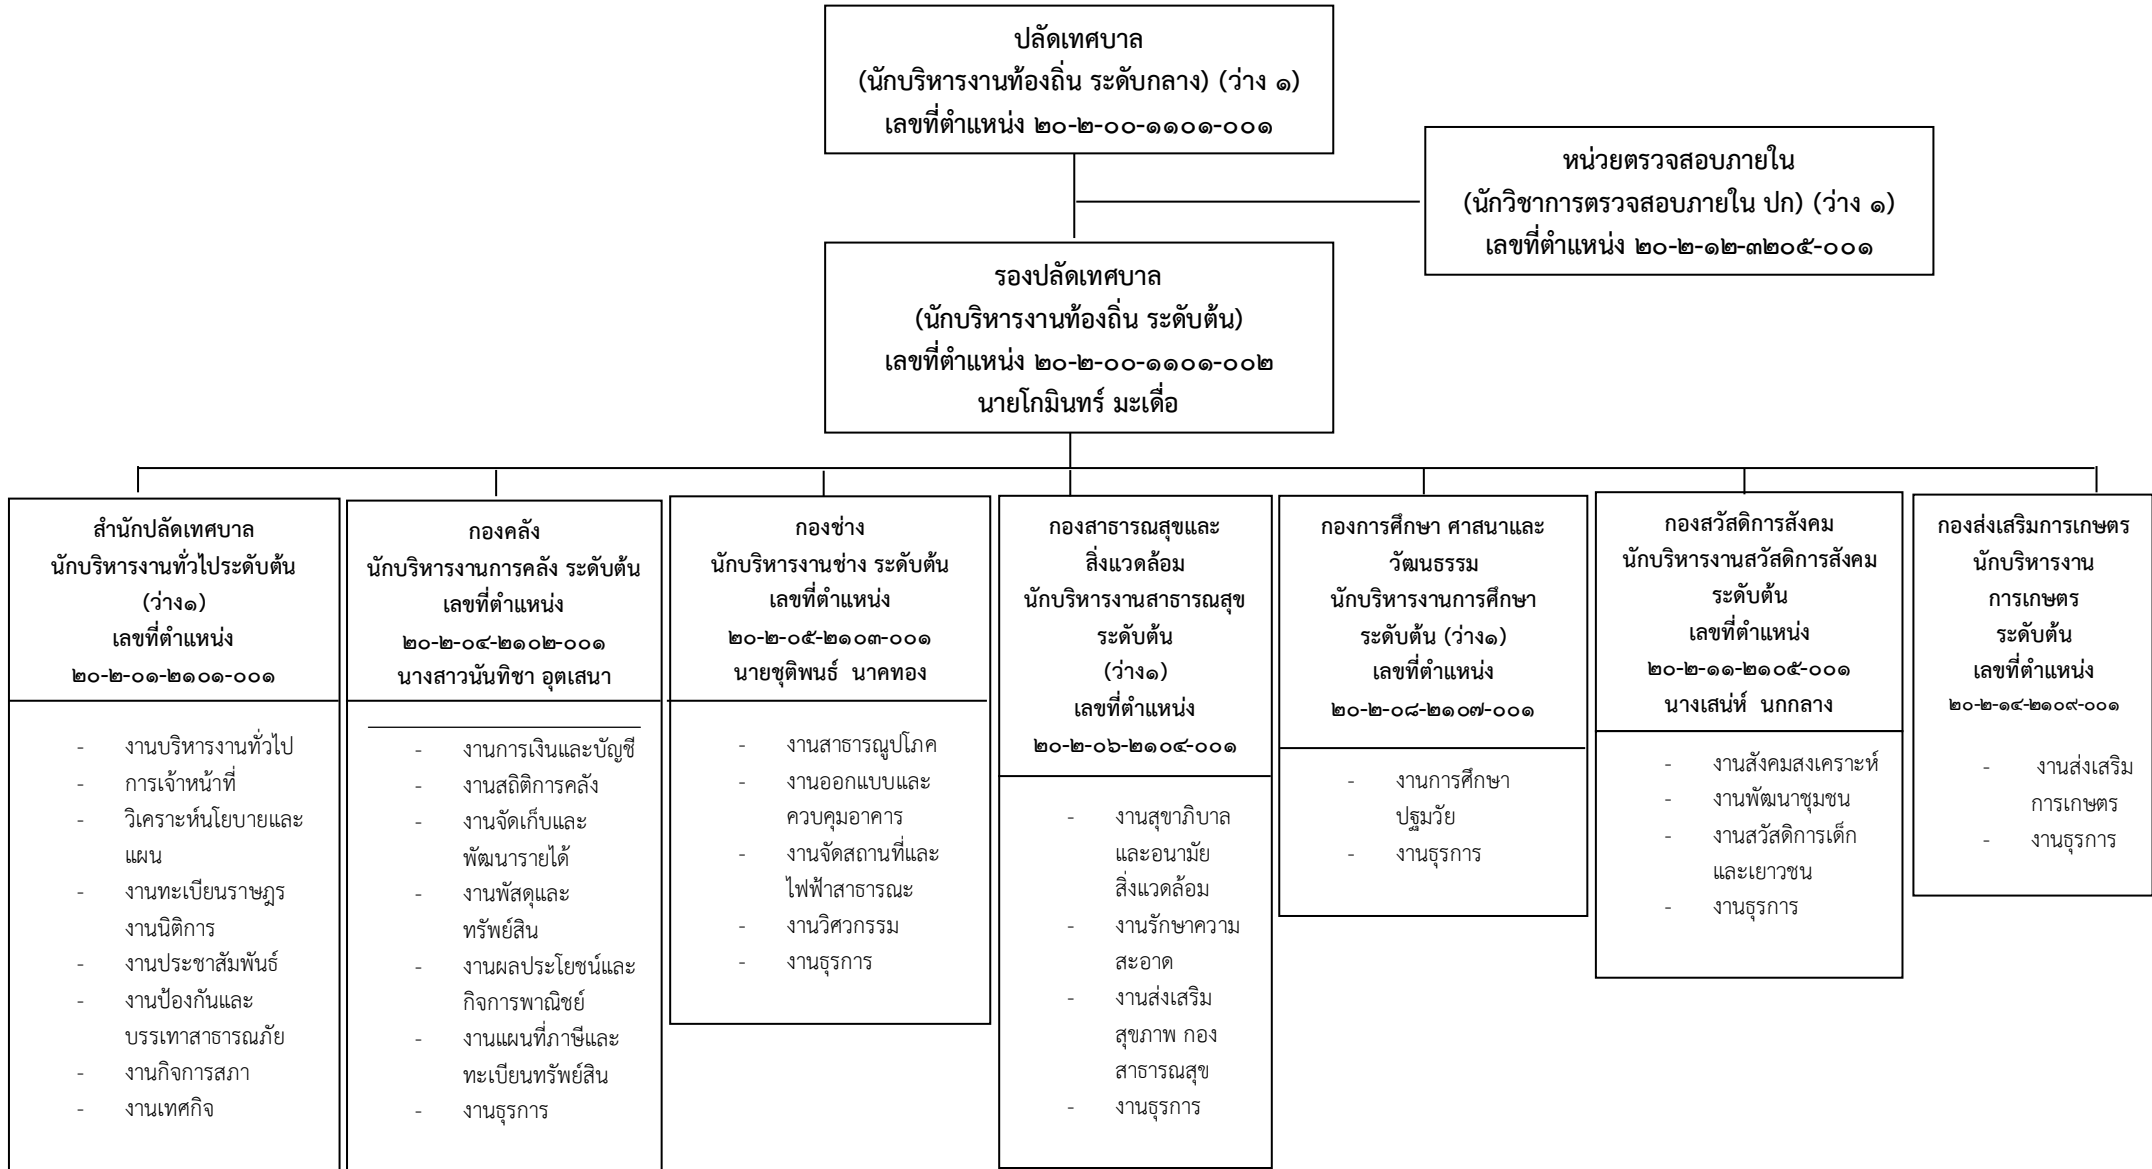 ปลัดเทศบาล
(นักบริหารงานท้องถิ่น ระดับกลาง) (ว่าง ๑)
เลขที่ตำแหน่ง ๒๐-๒-๐๐-๑๑๐๑-๐๐๑
หน่วยตรวจสอบภายใน
(นักวิชาการตรวจสอบภายใน ปก) (ว่าง ๑)
เลขที่ตำแหน่ง ๒๐-๒-๑๒-๓๒๐๕-๐๐๑
รองปลัดเทศบาล
(นักบริหารงานท้องถิ่น ระดับต้น)
เลขที่ตำแหน่ง ๒๐-๒-๐๐-๑๑๐๑-๐๐๒
นายโกมินทร์ มะเดื่อ
สำนักปลัดเทศบาล
นักบริหารงานทั่วไประดับต้น
(ว่าง๑)
เลขที่ตำแหน่ง
๒๐-๒-๐๑-๒๑๐๑-๐๐๑
- งานบริหารงานทั่วไป
- การเจ้าหน้าที่
- วิเคราะห์นโยบายและ
แผน
- งานทะเบียนราษฎร
งานนิติการ
- งานประชาสัมพันธ์
- งานป้องกันและ
บรรเทาสาธารณภัย
- งานกิจการสภา
- งานเทศกิจ
กองคลัง
นักบริหารงานการคลัง ระดับต้น
เลขที่ตำแหน่ง
๒๐-๒-๐๔-๒๑๐๒-๐๐๑
นางสาวนันทิชา อุตเสนา
- งานการเงินและบัญชี
- งานสถิติการคลัง
- งานจัดเก็บและ
พัฒนารายได้
- งานพัสดุและ
ทรัพย์สิน
- งานผลประโยชน์และ
กิจการพาณิชย์
- งานแผนที่ภาษีและ
ทะเบียนทรัพย์สิน
- งานธุรการ
กองช่าง
นักบริหารงานช่าง ระดับต้น
เลขที่ตำแหน่ง
๒๐-๒-๐๕-๒๑๐๓-๐๐๑
นายชุติพนธ์ นาคทอง
- งานสาธารณูปโภค
- งานออกแบบและ
ควบคุมอาคาร
- งานจัดสถานที่และ
ไฟฟ้าสาธารณะ
- งานวิศวกรรม
- งานธุรการ
กองสาธารณสุขและ
สิ่งแวดล้อม
นักบริหารงานสาธารณสุข
ระดับต้น
(ว่าง๑)
เลขที่ตำแหน่ง
๒๐-๒-๐๖-๒๑๐๔-๐๐๑
- งานสุขาภิบาล
และอนามัย
สิ่งแวดล้อม
- งานรักษาความ
สะอาด
- งานส่งเสริม
สุขภาพ กอง
สาธารณสุข
- งานธุรการ
กองการศึกษา ศาสนาและ
วัฒนธรรม
นักบริหารงานการศึกษา
ระดับต้น (ว่าง๑)
เลขที่ตำแหน่ง
๒๐-๒-๐๘-๒๑๐๗-๐๐๑
- งานการศึกษา
ปฐมวัย
- งานธุรการ
กองสวัสดิการสังคม
นักบริหารงานสวัสดิการสังคม
ระดับต้น
เลขที่ตำแหน่ง
๒๐-๒-๑๑-๒๑๐๕-๐๐๑
นางเสน่ห์ นกกลาง
- งานสังคมสงเคราะห์
- งานพัฒนาชุมชน
- งานสวัสดิการเด็ก
และเยาวชน
- งานธุรการ
กองส่งเสริมการเกษตร
นักบริหารงาน
การเกษตร
ระดับต้น
เลขที่ตำแหน่ง
๒๐-๒-๑๔-๒๑๐๙-๐๐๑
- งานส่งเสริม
การเกษตร
- งานธุรการ